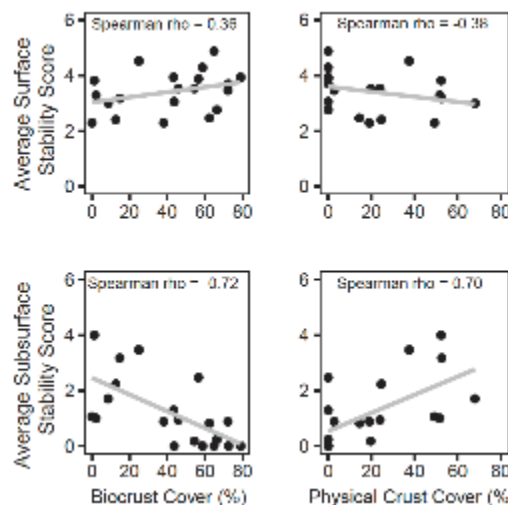 Spearman rho = 0.36
Spearman rho = -0.38
Average Surface
Stability Score
6
4
2
0
0 20 40 60 80
6
4
2
0
0 20 40 60 80
Spearman rho = -0.72
Spearman rho = 0.70
Average Subsurface
Stability Score
6
4
2
0
0 20 40 60 80
6
4
2
0
0 20 40 60 80
Biocrust Cover (%)
Physical Crust Cover (%)